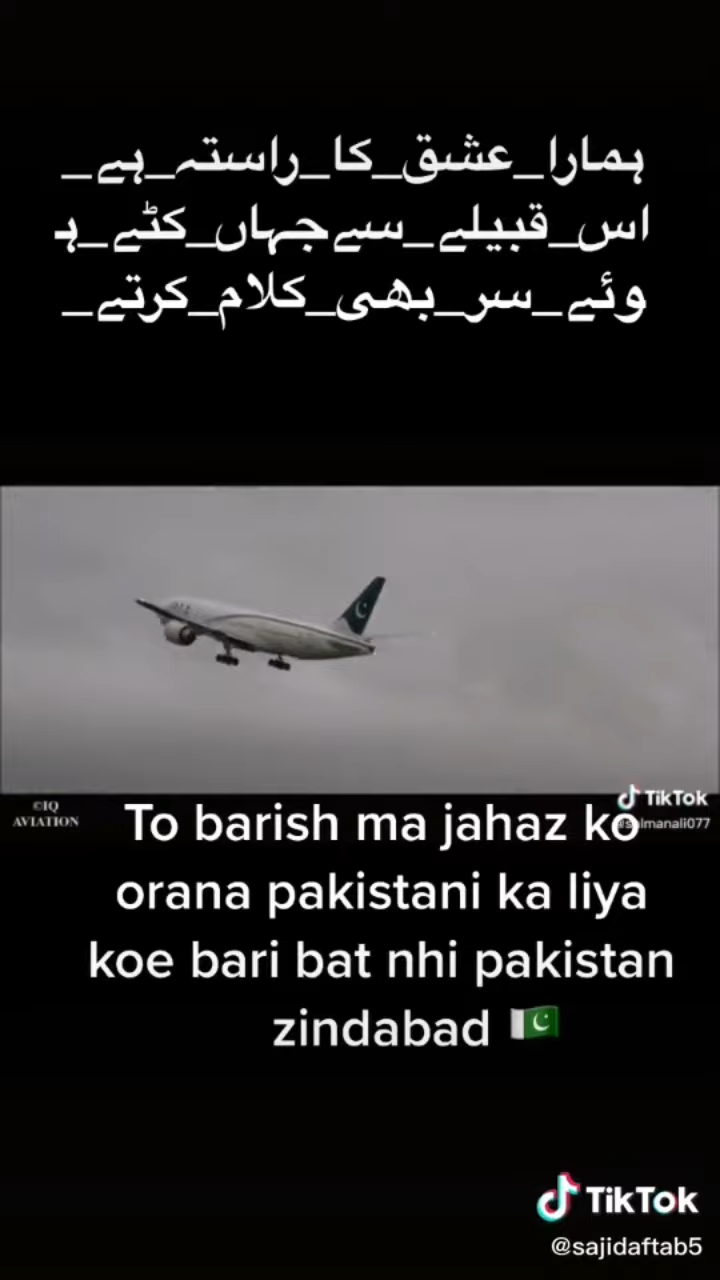 ہمارا_عشق_کا_راستہ_ہے_
اس_قبیلے_سےجہاں_کٹے_ہ
وئے_سر_بھی_کلام_کرتے_
©IQ
AVIATION
TikTok
To barish ma jahaz ko
orana pakistani ka liya
koe bari bat nhi pakistan
zindabad 🇵🇰
TikTok
@sajidaftab5